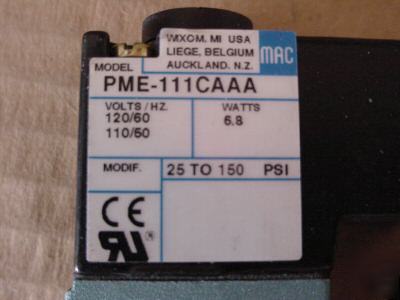 WIXOM, MI USA
LIEGE, BELGIUM
AUCKLAND. N.Z.
MAC
MODEL
PME-111CAAA
VOLTS / HZ.
WATTS
120/60
6.8
110/50
MODIF.
25 TO 150 PSI
CE
RU